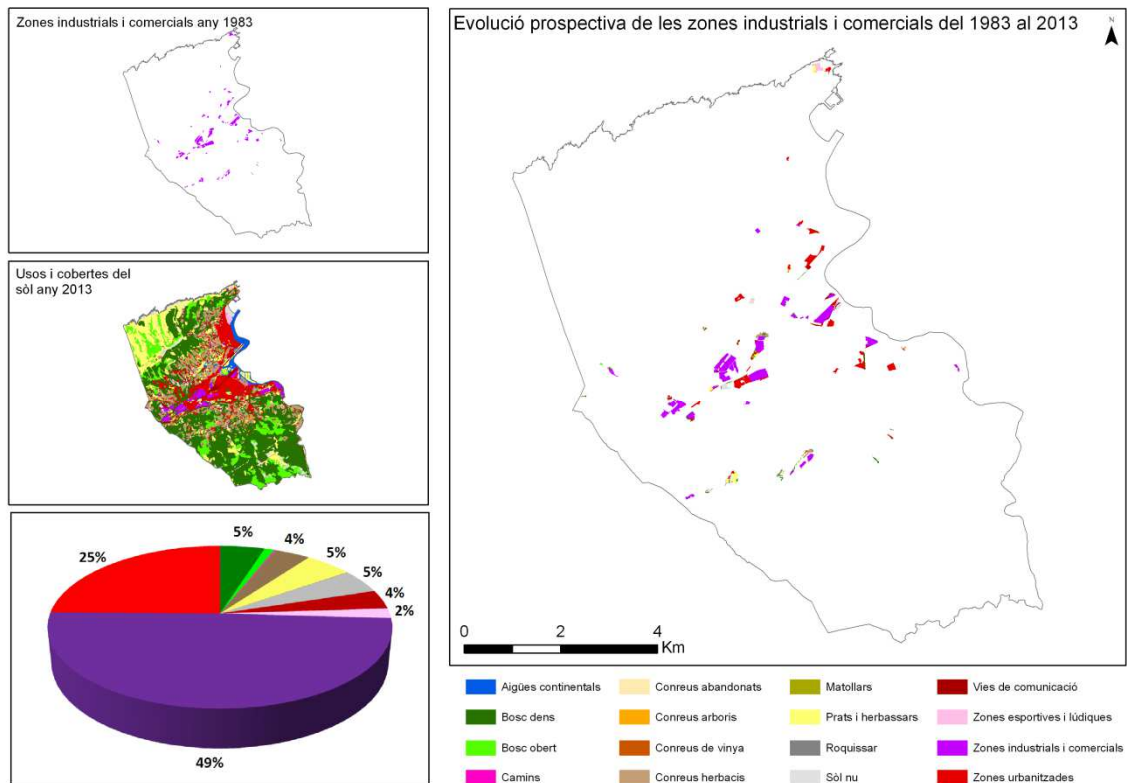 Zones industrials i comercials any 1983
Evolució prospectiva de les zones industrials i comercials del 1983 al 2013
N
Usos i cobertes del
sòl any 2013
5%
4%
5%
5%
4%
2%
25%
49%
0 2 4
Km
Aigües continentals
Bosc dens
Bosc obert
Camins
Conreus abandonats
Conreus arboris
Conreus de vinya
Conreus herbacis
Matollars
Prats i herbassars
Roquissar
Sòl nu
Vies de comunicació
Zones esportives i lúdiques
Zones industrials i comercials
Zones urbanitzades